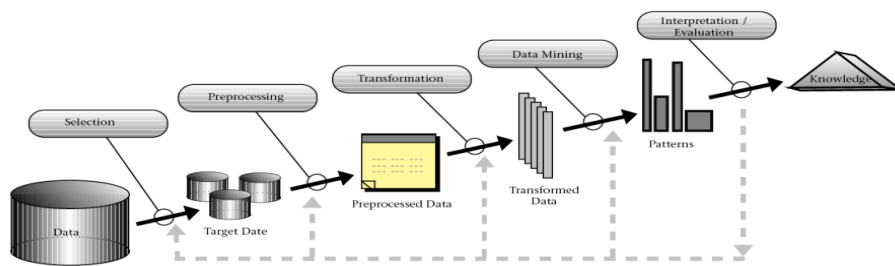 Interpretation /
Evaluation
Data Mining
Transformation
Preprocessing
Selection
Knowledge
Patterns
Transformed
Data
Preprocessed Data
Target Date
Data